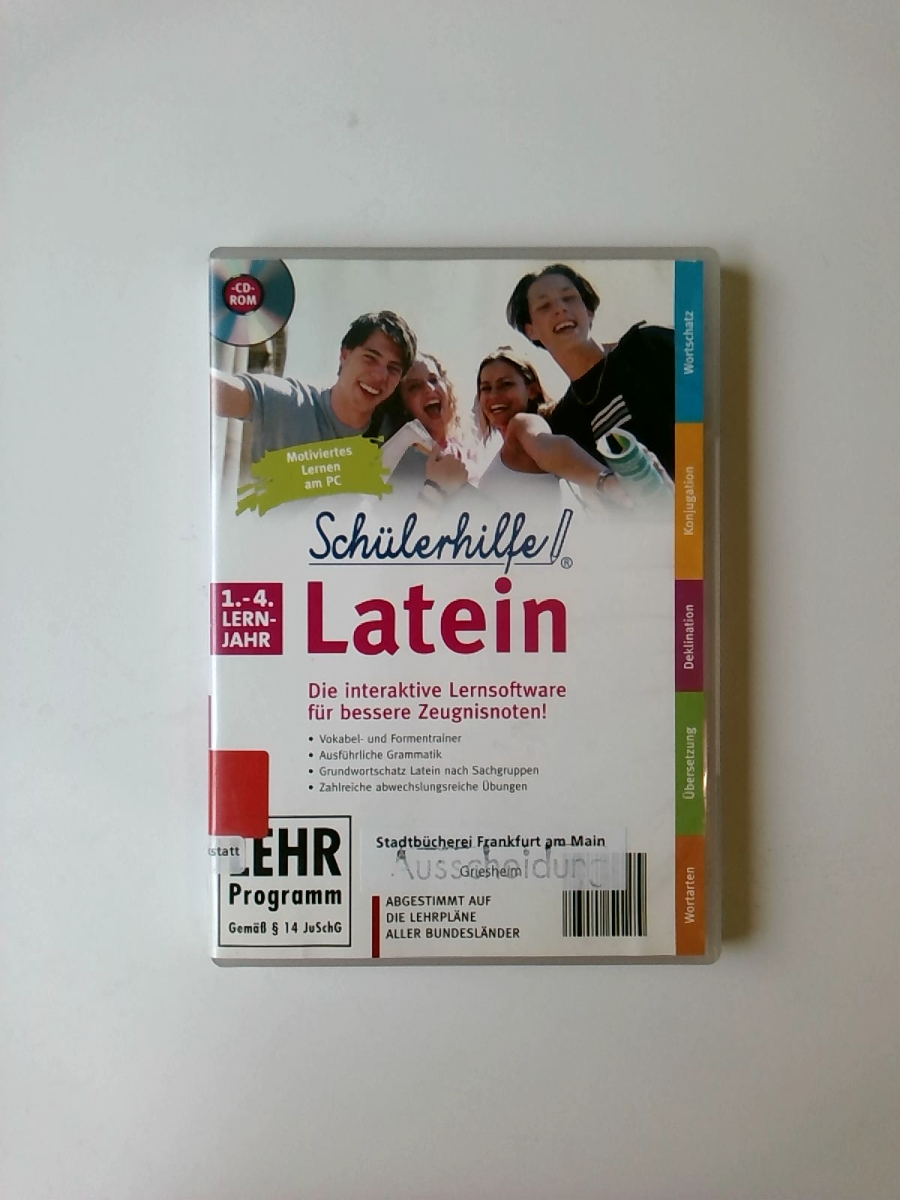 -CD-
ROM
Motiviertes
Lernen
am PC
Schülerhilfe!®
1.-4.
LERN-
JAHR
Latein
Die interaktive Lernsoftware
für bessere Zeugnisnoten!
• Vokabel- und Formentrainer
• Ausführliche Grammatik
• Grundwortschatz Latein nach Sachgruppen
• Zahlreiche abwechslungsreiche Übungen
statt
LEHR
Programm
Gemäß § 14 JuSchG
Stadtbücherei Frankfurt am Main
Ausscheidung
Griesheim
ABGESTIMMT AUF
DIE LEHRPLÄNE
ALLER BUNDESLÄNDER
Wortschatz
Konjugation
Deklination
Übersetzung
Wortarten